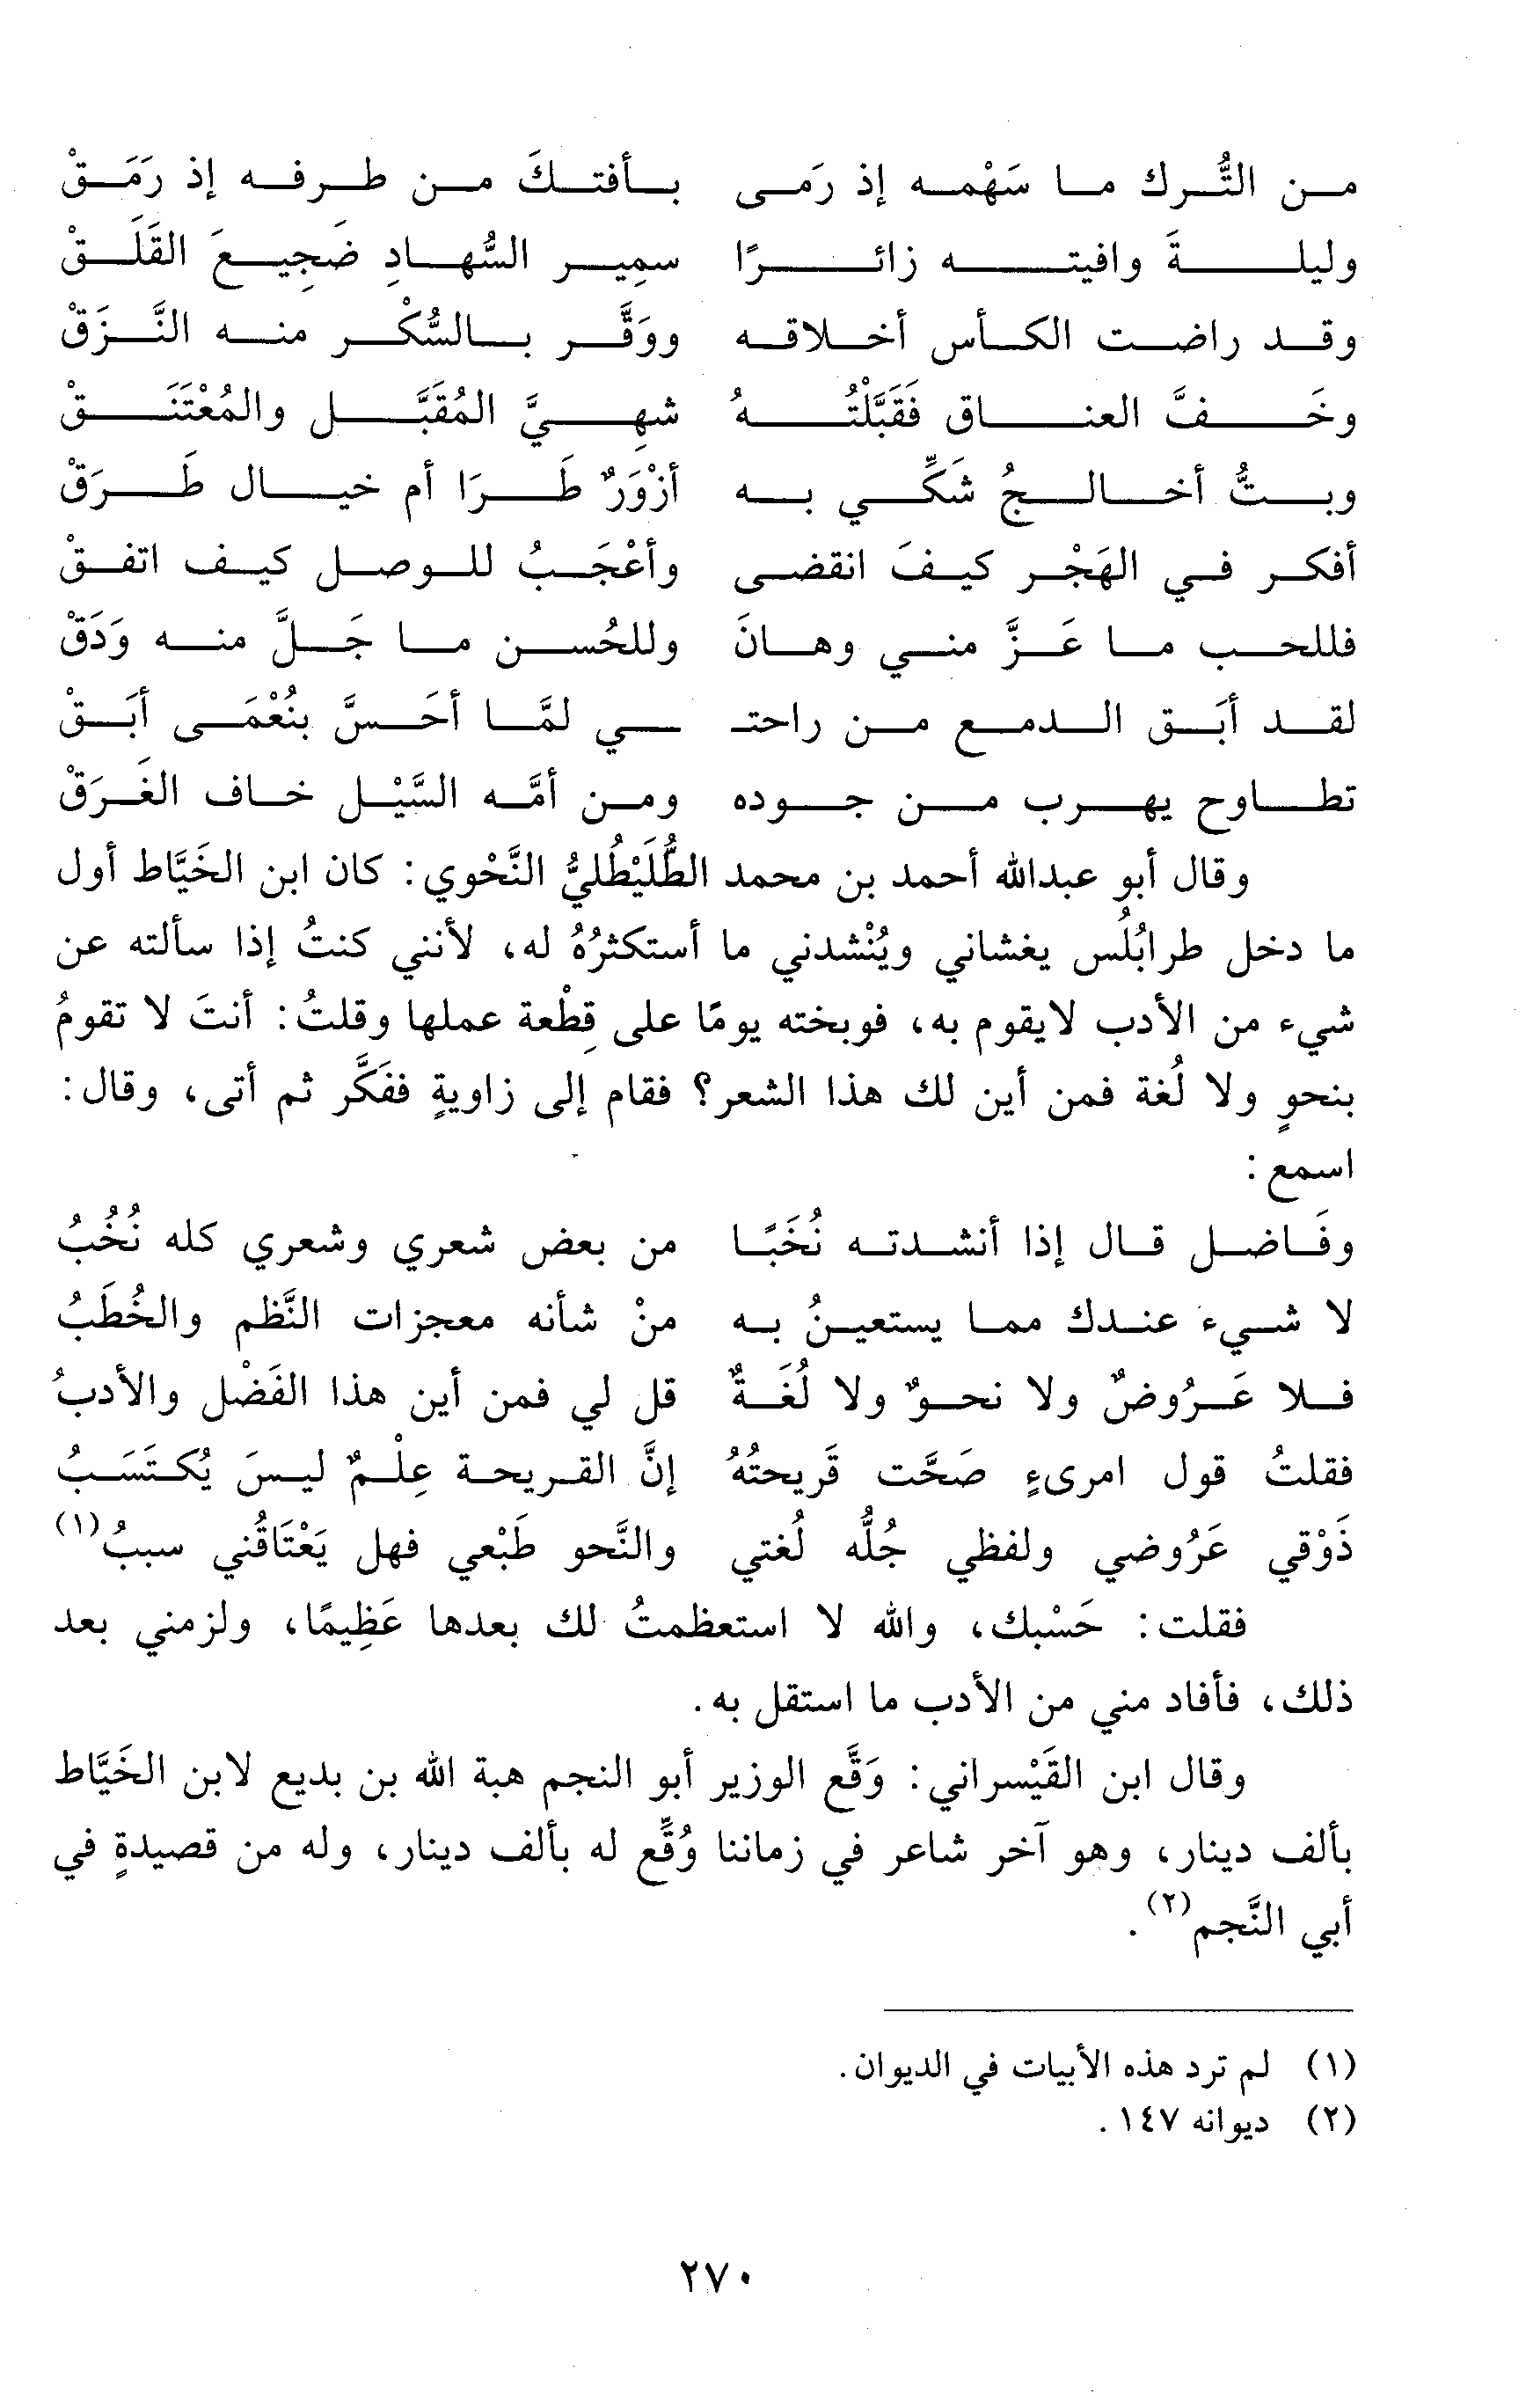 من التُّرك ما سَهْمه إذ رَمى بأفتكَ من طرفه إذ رَمَقْ
وليلةَ وافيته زائرًا سمِير السُّهادِ ضَجِيعَ القَلَقْ
وقد راضت الكأس أخلاقه ووَقَّر بالسُّكْر منه النَّزَقْ
وخَفَّ العناق فَقَبَّلْتُهُ شهِيَّ المُقَبَّل والمُعْتَنَقْ
وبتُّ أخالجُ شَكِّي به أزْوَرٌ طَرَا أم خيال طَرَقْ
أفكر في الهَجْر كيفَ انقضى وأعْجَبُ للوصل كيف اتفقْ
فللحب ما عَزَّ مني وهانَ وللحُسن ما جَلَّ منه وَدَقْ
لقد أبَق الدمع من راحتـ ـي لمَّا أحَسَّ بنُعْمَى أبَقْ
تطاوح يهرب من جوده ومن أمَّه السَّيْل خاف الغَرَقْ
وقال أبو عبدالله أحمد بن محمد الطُّلَيْطُليُّ النَّحْوي: كان ابن الخَيَّاط أول
ما دخل طرابُلُس يغشاني ويُنْشدني ما أستكثرُهُ له، لأنني كنتُ إذا سألته عن
شيء من الأدب لايقوم به، فوبخته يومًا على قِطْعة عملها وقلتُ: أنتَ لا تقومُ
بنحوٍ ولا لُغة فمن أين لك هذا الشعر؟ فقام إلى زاويةٍ ففَكَّر ثم أتى، وقال:
اسمع:
وفَاضل قال إذا أنشدته نُخَبًا من بعض شعري وشعري كله نُخُبُ
لا شيء عندك مما يستعينُ به منْ شأنه معجزات النَّظم والخُطَبُ
فلا عَرُوضٌ ولا نحوٌ ولا لُغَةٌ قل لي فمن أين هذا الفَضْل والأدبُ
فقلتُ قول امرىءٍ صَحَّت قَريحتُهُ إنَّ القريحة عِلْمٌ ليسَ يُكتَسَبُ
ذَوْقي عَرُوضي ولفظي جُلُّه لُغتي والنَّحو طَبْعي فهل يَعْتَاقُني سببُ(١)
فقلت: حَسْبك، والله لا استعظمتُ لك بعدها عَظِيمًا، ولزمني بعد
ذلك، فأفاد مني من الأدب ما استقل به.
وقال ابن القَيْسراني: وَقَّع الوزير أبو النجم هبة الله بن بديع لابن الخَيَّاط
بألف دينار، وهو آخر شاعر في زماننا وُقِّع له بألف دينار، وله من قصيدةٍ في
أبي النَّجم(٢).
(١) لم ترد هذه الأبيات في الديوان.
(٢) ديوانه ١٤٧.
٢٧٠